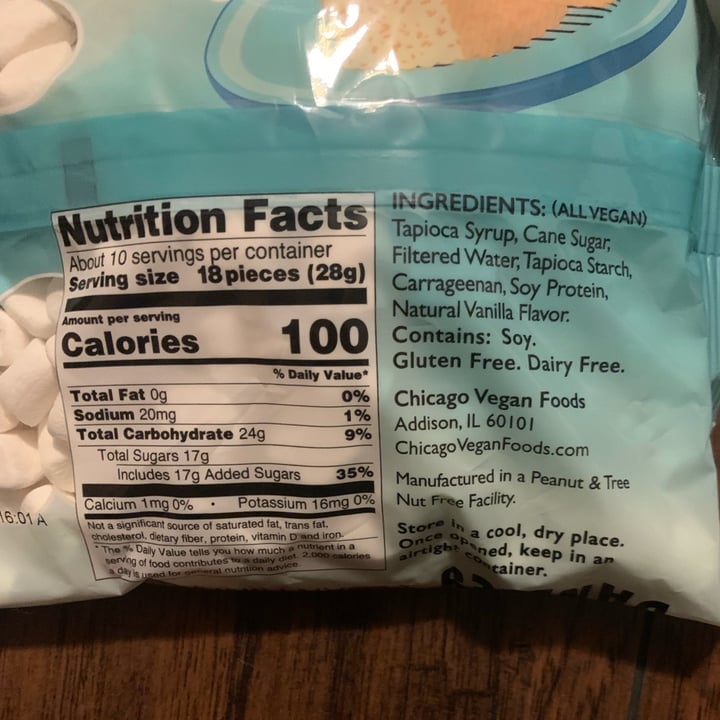 Nutrition Facts
About 10 servings per container
Serving size 18 pieces (28g)
Amount per serving
Calories 100
% Daily Value*
Total Fat 0g 0%
Sodium 20mg 1%
Total Carbohydrate 24g 9%
Total Sugars 17g
Includes 17g Added Sugars 35%
Calcium 1mg 0% • Potassium 16mg 0%
Not a significant source of saturated fat, trans fat,
cholesterol, dietary fiber, protein, vitamin D and iron.
* The % Daily Value tells you how much a nutrient in a
serving of food contributes to a daily diet. 2,000 calories
a day is used for general nutrition advice.
INGREDIENTS: (ALL VEGAN)
Tapioca Syrup, Cane Sugar,
Filtered Water, Tapioca Starch,
Carrageenan, Soy Protein,
Natural Vanilla Flavor.
Contains: Soy.
Gluten Free. Dairy Free.
Chicago Vegan Foods
Addison, IL 60101
ChicagoVeganFoods.com
Manufactured in a Peanut & Tree
Nut Free Facility.
Store in a cool, dry place.
Once opened, keep in an
airtight container.
16:01 A